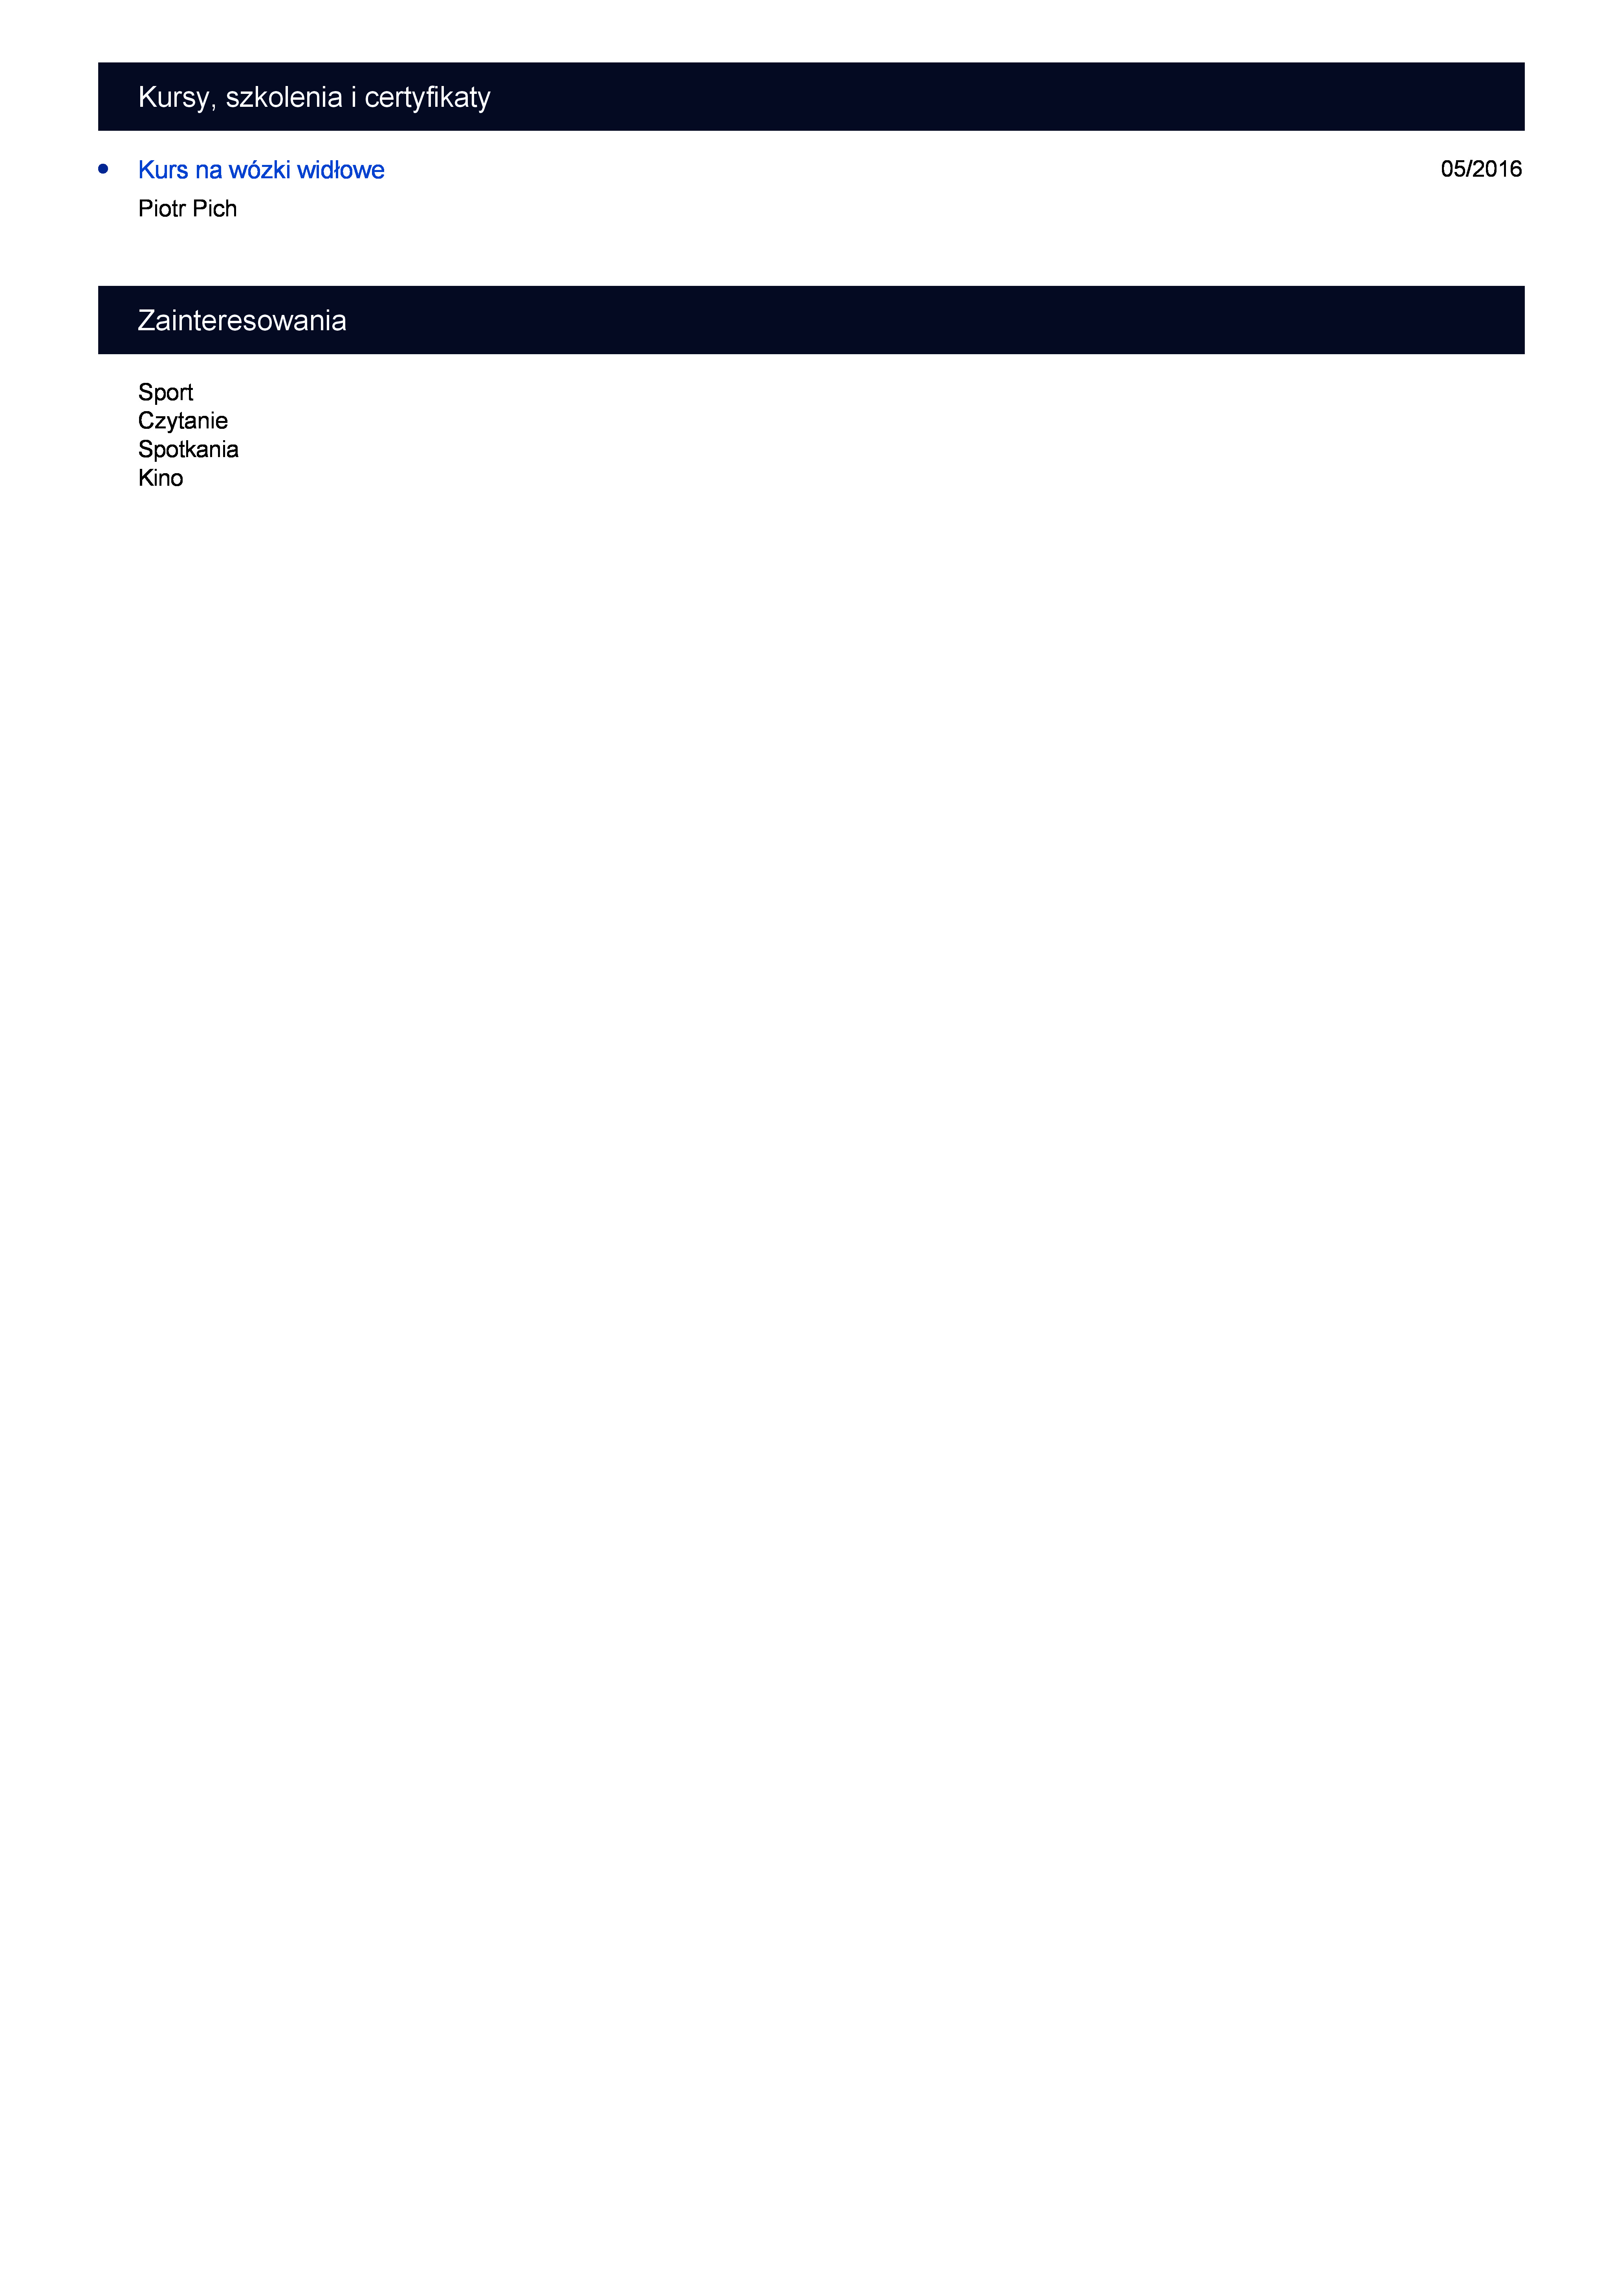 Kursy, szkolenia i certyfikaty
Kurs na wózki widłowe 05/2016
Piotr Pich
Zainteresowania
Sport
Czytanie
Spotkania
Kino